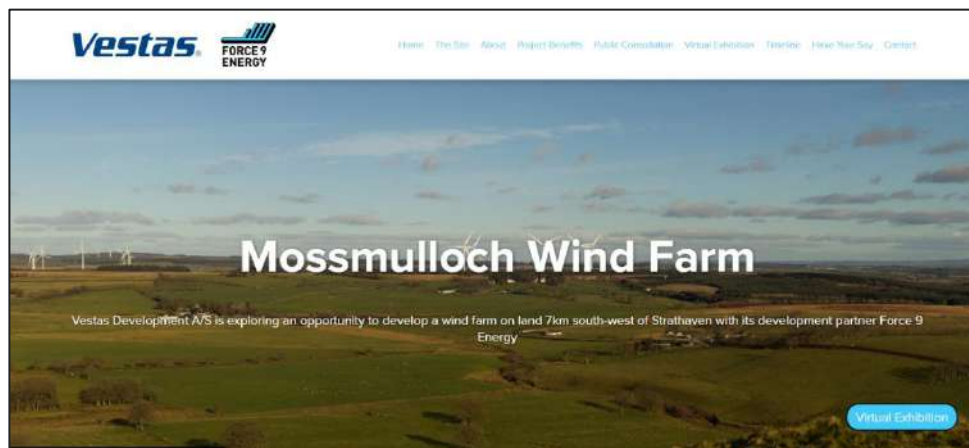 Vestas.
FORCE 9
ENERGY
Home The Site About Project Benefits Public Consultation Virtual Exhibition Timeline Have Your Say Contact
Mossmulloch Wind Farm
Vestas Development A/S is exploring an opportunity to develop a wind farm on land 7km south-west of Strathaven with its development partner Force 9
Energy
Virtual Exhibition